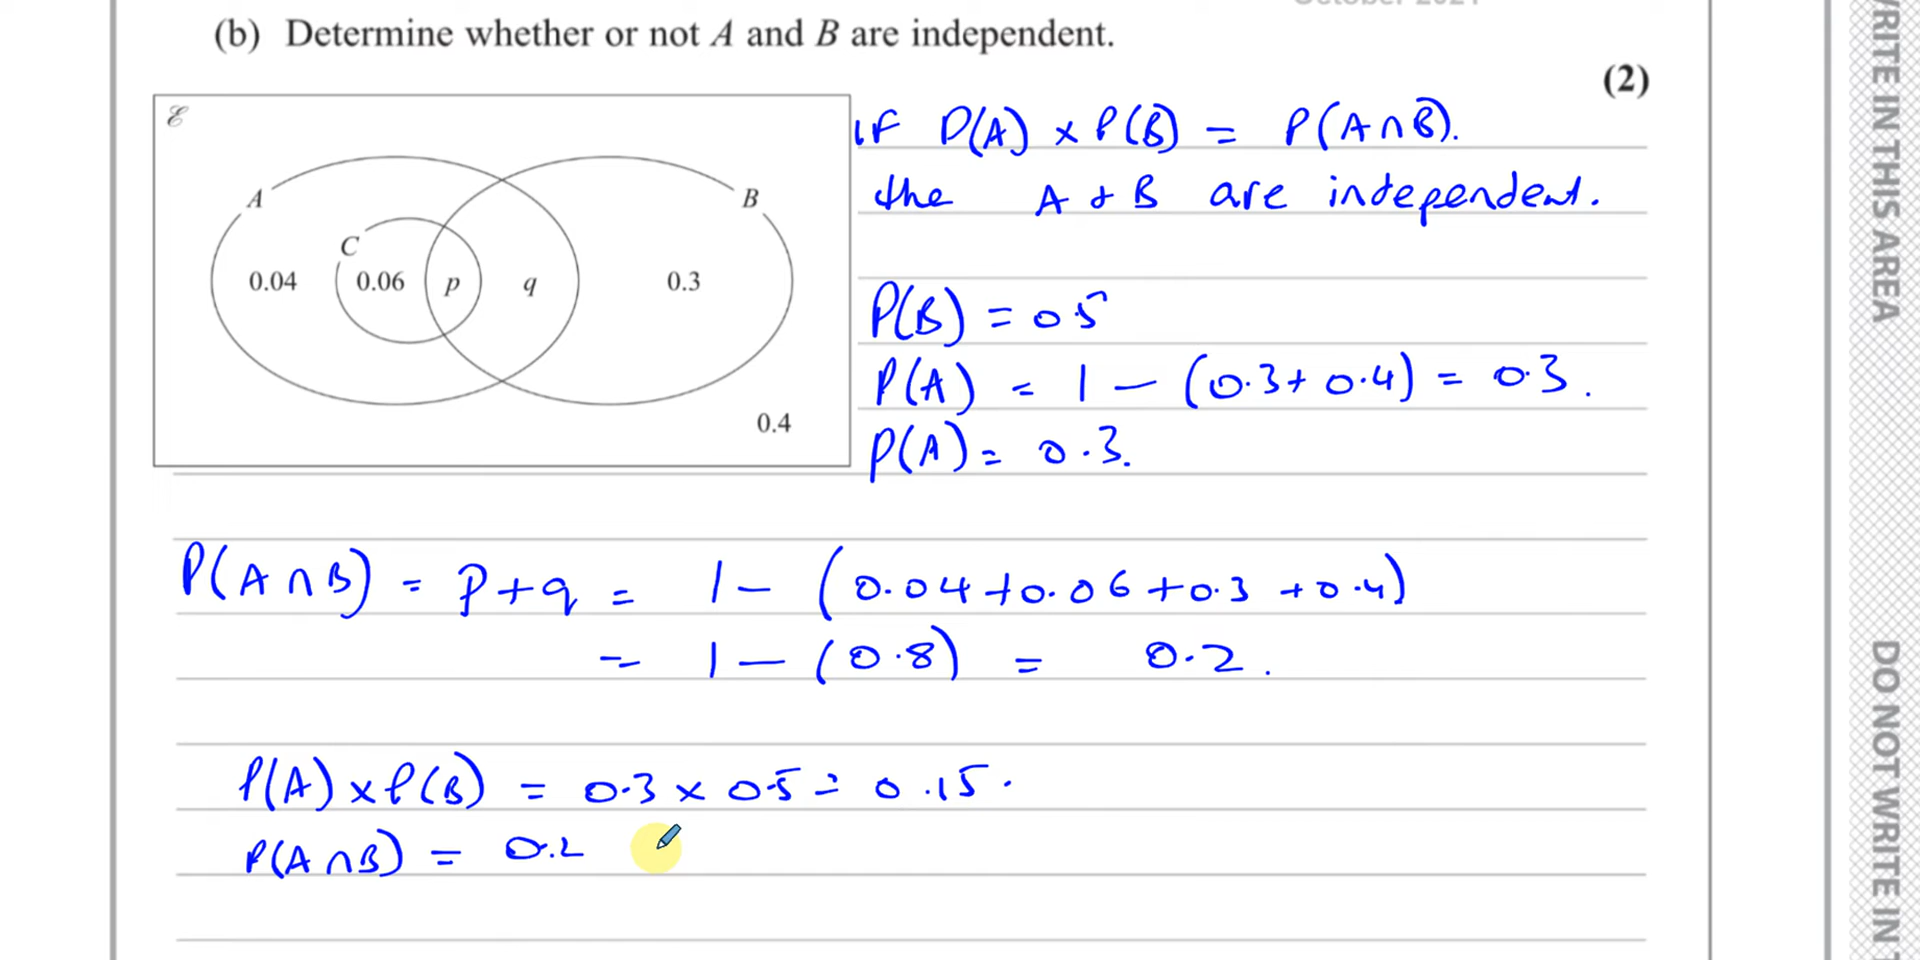 (b) Determine whether or not A and B are independent.
(2)
ℰ
A
B
C
0.04
0.06
p
q
0.3
0.4
IF P(A) × P(B) = P(A∩B).
the A + B are independent.
P(B) = 0.5
P(A) = 1 – (0.3 + 0.4) = 0.3.
P(A) = 0.3.
P(A∩B) = p+q = 1 – (0.04+0.06+0.3+0.4)
= 1 – (0.8) = 0.2.
P(A)×P(B) = 0.3 × 0.5 = 0.15.
P(A∩B) = 0.2
WRITE IN THIS AREA
DO NOT WRITE IN T